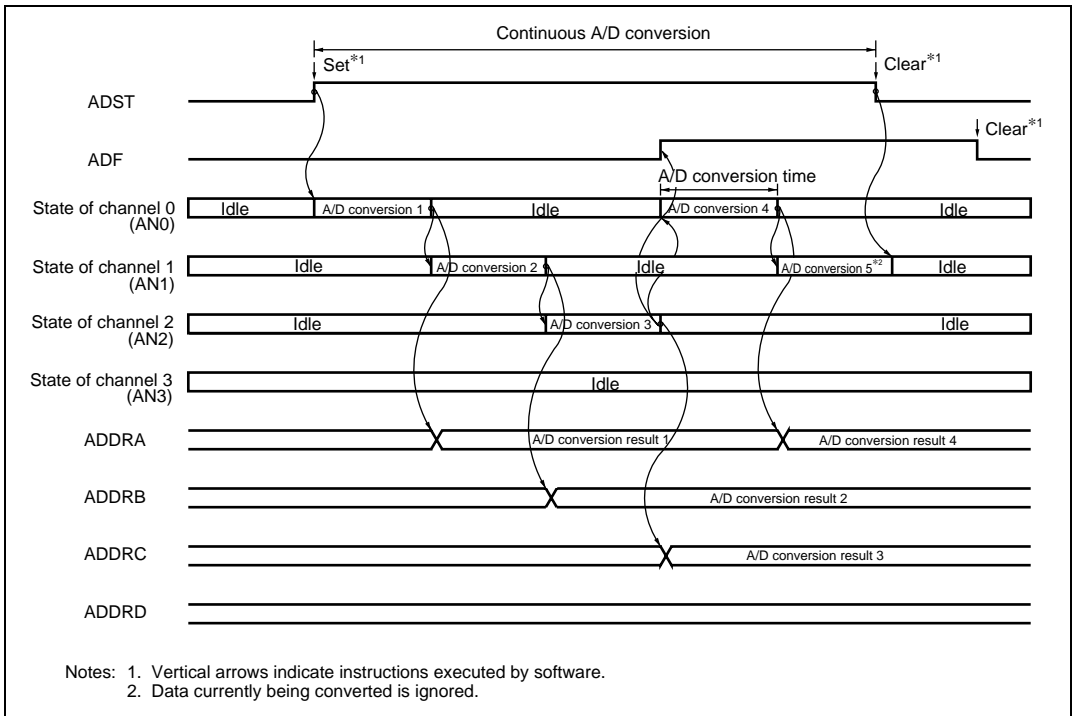 Continuous A/D conversion
Set*1
Clear*1
ADST
Clear*1
ADF
A/D conversion time
State of channel 0
(AN0)
Idle
A/D conversion 1
Idle
A/D conversion 4
Idle
State of channel 1
(AN1)
Idle
A/D conversion 2
Idle
A/D conversion 5*2
Idle
State of channel 2
(AN2)
Idle
A/D conversion 3
Idle
State of channel 3
(AN3)
Idle
ADDRA
A/D conversion result 1
A/D conversion result 4
ADDRB
A/D conversion result 2
ADDRC
A/D conversion result 3
ADDRD
Notes: 1. Vertical arrows indicate instructions executed by software.
2. Data currently being converted is ignored.